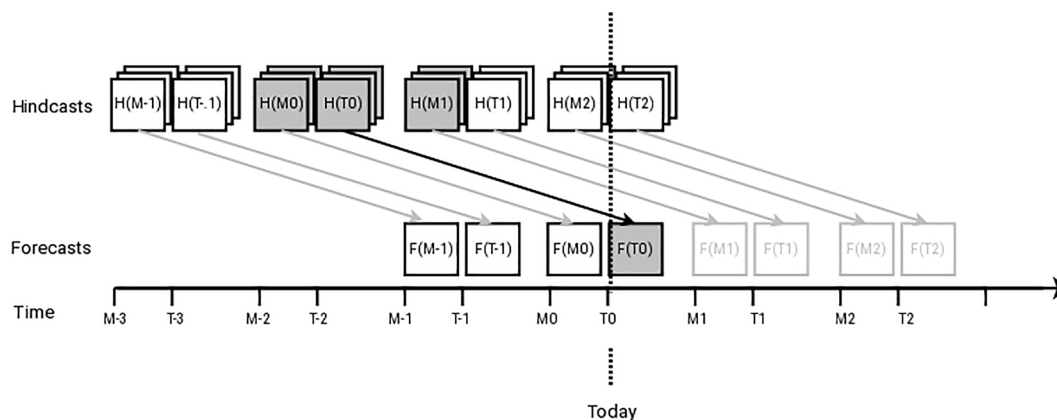 Hindcasts H(M-1) H(T-.1) H(M0) H(T0) H(M1) H(T1) H(M2) H(T2)
Forecasts F(M-1) F(T-1) F(M0) F(T0) F(M1) F(T1) F(M2) F(T2)
Time
M-3 T-3 M-2 T-2 M-1 T-1 M0 T0 M1 T1 M2 T2
Today